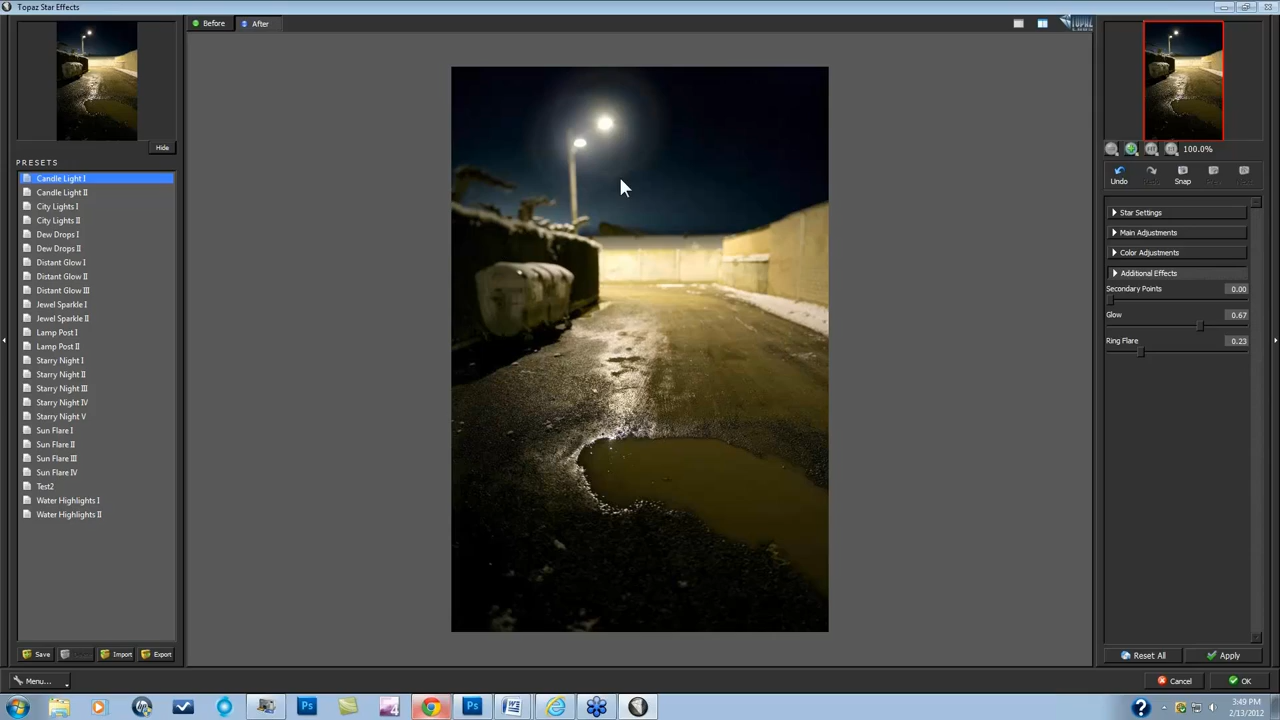 Topaz Star Effects
Before
After
TOPAZ
Hide
PRESETS
Candle Light I
Candle Light II
City Lights I
City Lights II
Dew Drops I
Dew Drops II
Distant Glow I
Distant Glow II
Distant Glow III
Jewel Sparkle I
Jewel Sparkle II
Lamp Post I
Lamp Post II
Starry Night I
Starry Night II
Starry Night III
Starry Night IV
Starry Night V
Sun Flare I
Sun Flare II
Sun Flare III
Sun Flare IV
Test2
Water Highlights I
Water Highlights II
Save
Import
Export
Menu...
100.0%
Undo
Snap
Star Settings
Main Adjustments
Color Adjustments
Additional Effects
Secondary Points 0.00
Glow 0.67
Ring Flare 0.23
Reset All
Apply
Cancel
OK
3:49 PM
2/13/2012